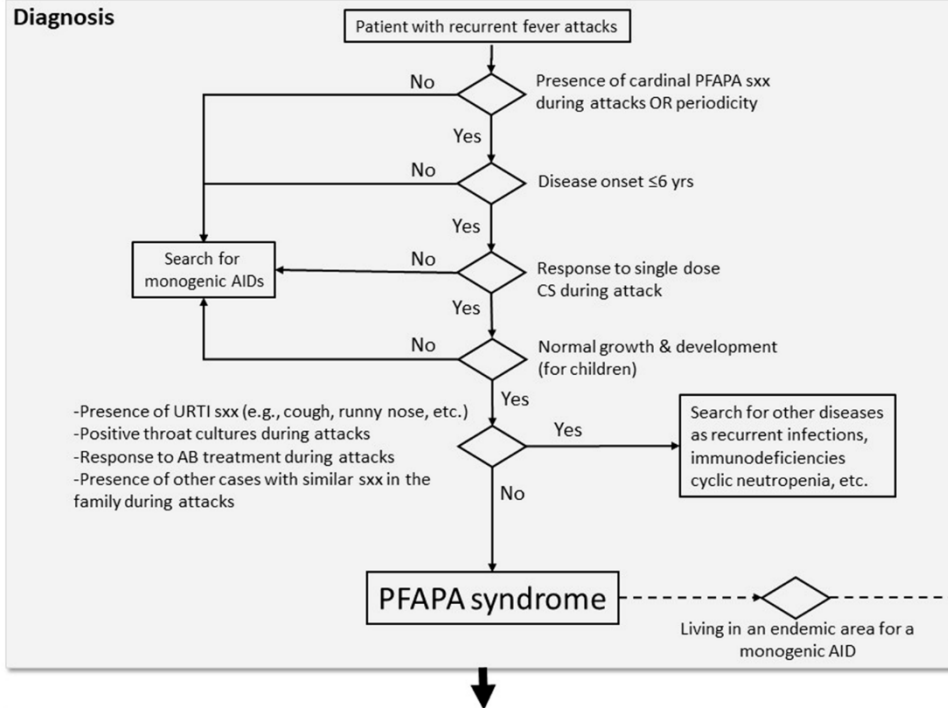 Diagnosis
Patient with recurrent fever attacks
No
Presence of cardinal PFAPA sxx
during attacks OR periodicity
Yes
No
Disease onset ≤6 yrs
Yes
Search for
monogenic AIDs
No
Response to single dose
CS during attack
Yes
No
Normal growth & development
(for children)
Yes
-Presence of URTI sxx (e.g., cough, runny nose, etc.)
-Positive throat cultures during attacks
-Response to AB treatment during attacks
-Presence of other cases with similar sxx in the
family during attacks
Yes
Search for other diseases
as recurrent infections,
immunodeficiencies
cyclic neutropenia, etc.
No
PFAPA syndrome
Living in an endemic area for a
monogenic AID